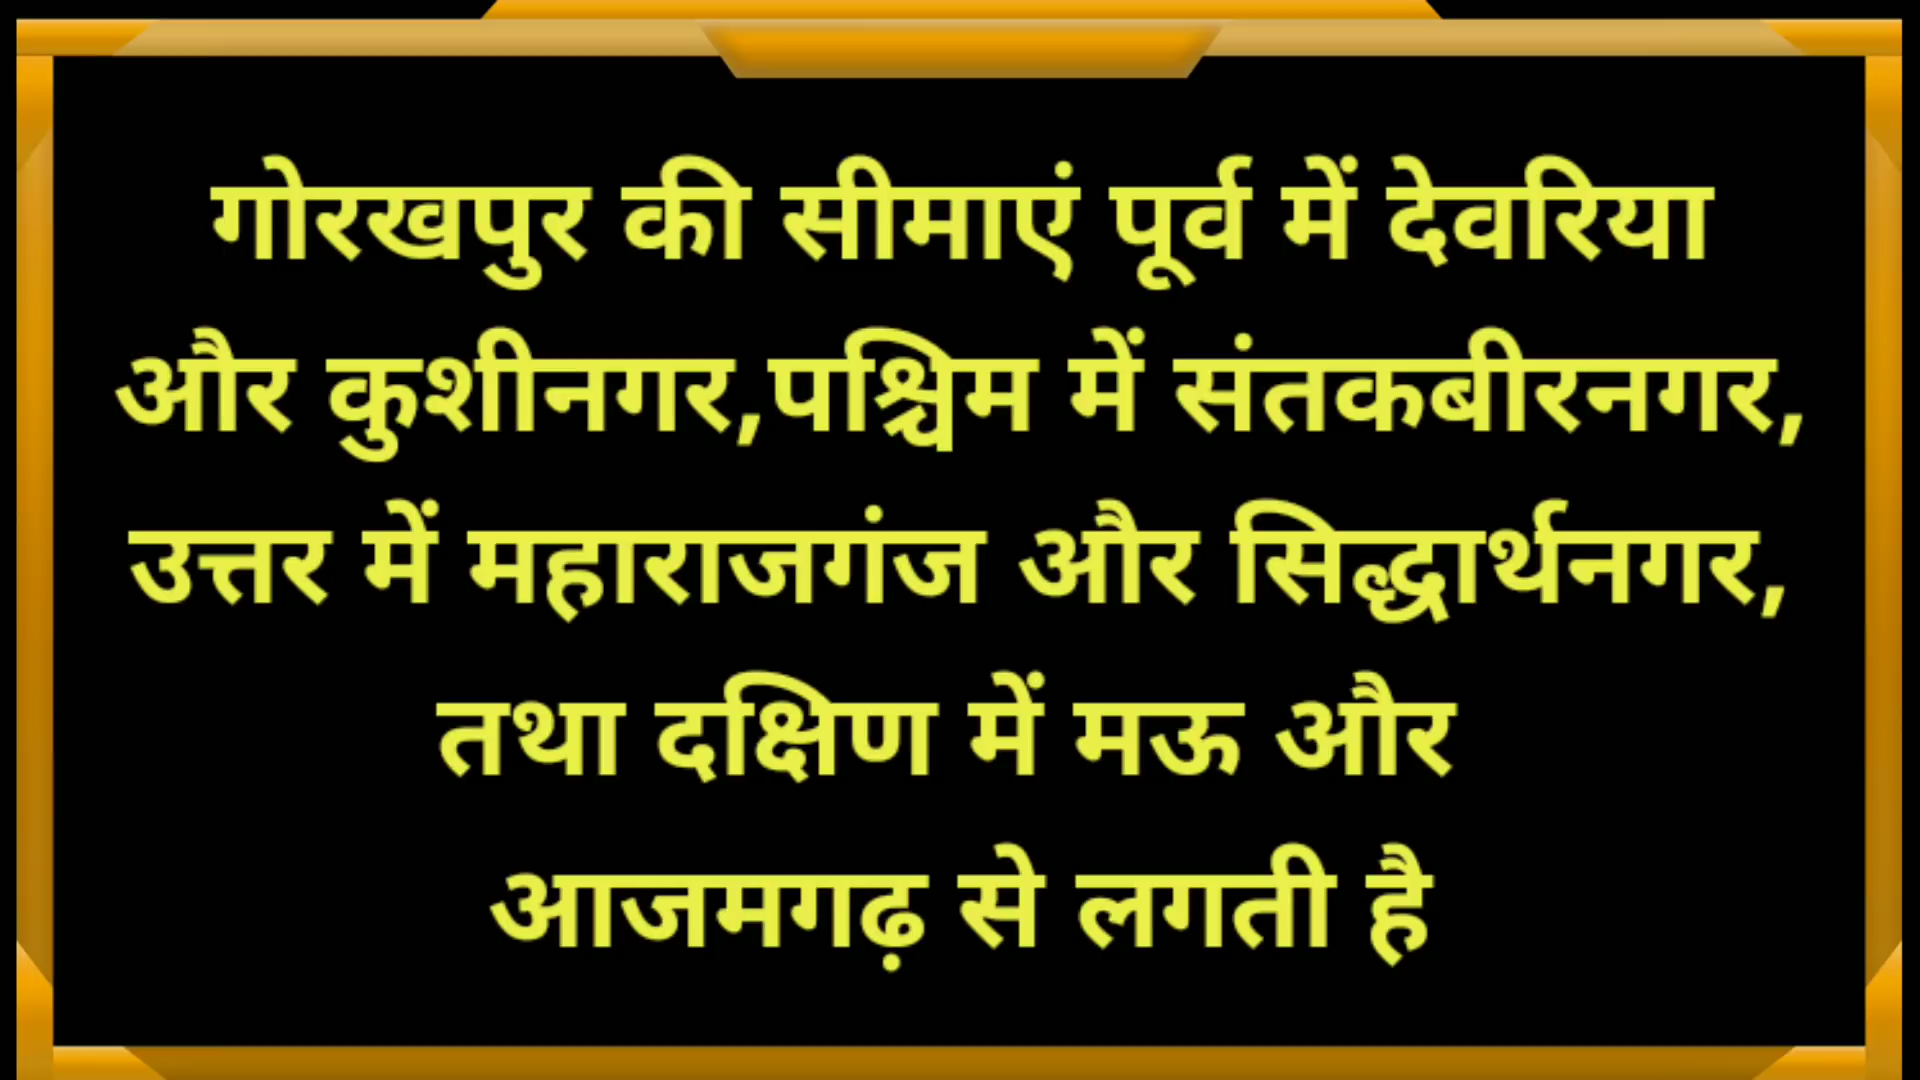 गोरखपुर की सीमाएं पूर्व में देवरिया
और कुशीनगर,पश्चिम में संतकबीरनगर,
उत्तर में महाराजगंज और सिद्धार्थनगर,
तथा दक्षिण में मऊ और
आजमगढ़ से लगती है